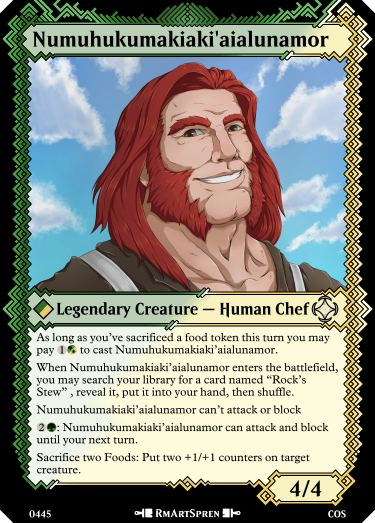 Numuhukumakiaki'aialunamor
Legendary Creature — Human Chef
As long as you've sacrificed a food token this turn you may
pay 1 to cast Numuhukumakiaki'aialunamor.
When Numuhukumakiaki'aialunamor enters the battlefield,
you may search your library for a card named "Rock's
Stew" , reveal it, put it into your hand, then shuffle.
Numuhukumakiaki'aialunamor can't attack or block
2: Numuhukumakiaki'aialunamor can attack and block
until your next turn.
Sacrifice two Foods: Put two +1/+1 counters on target
creature.
4/4
0445 RmArtSpren COS